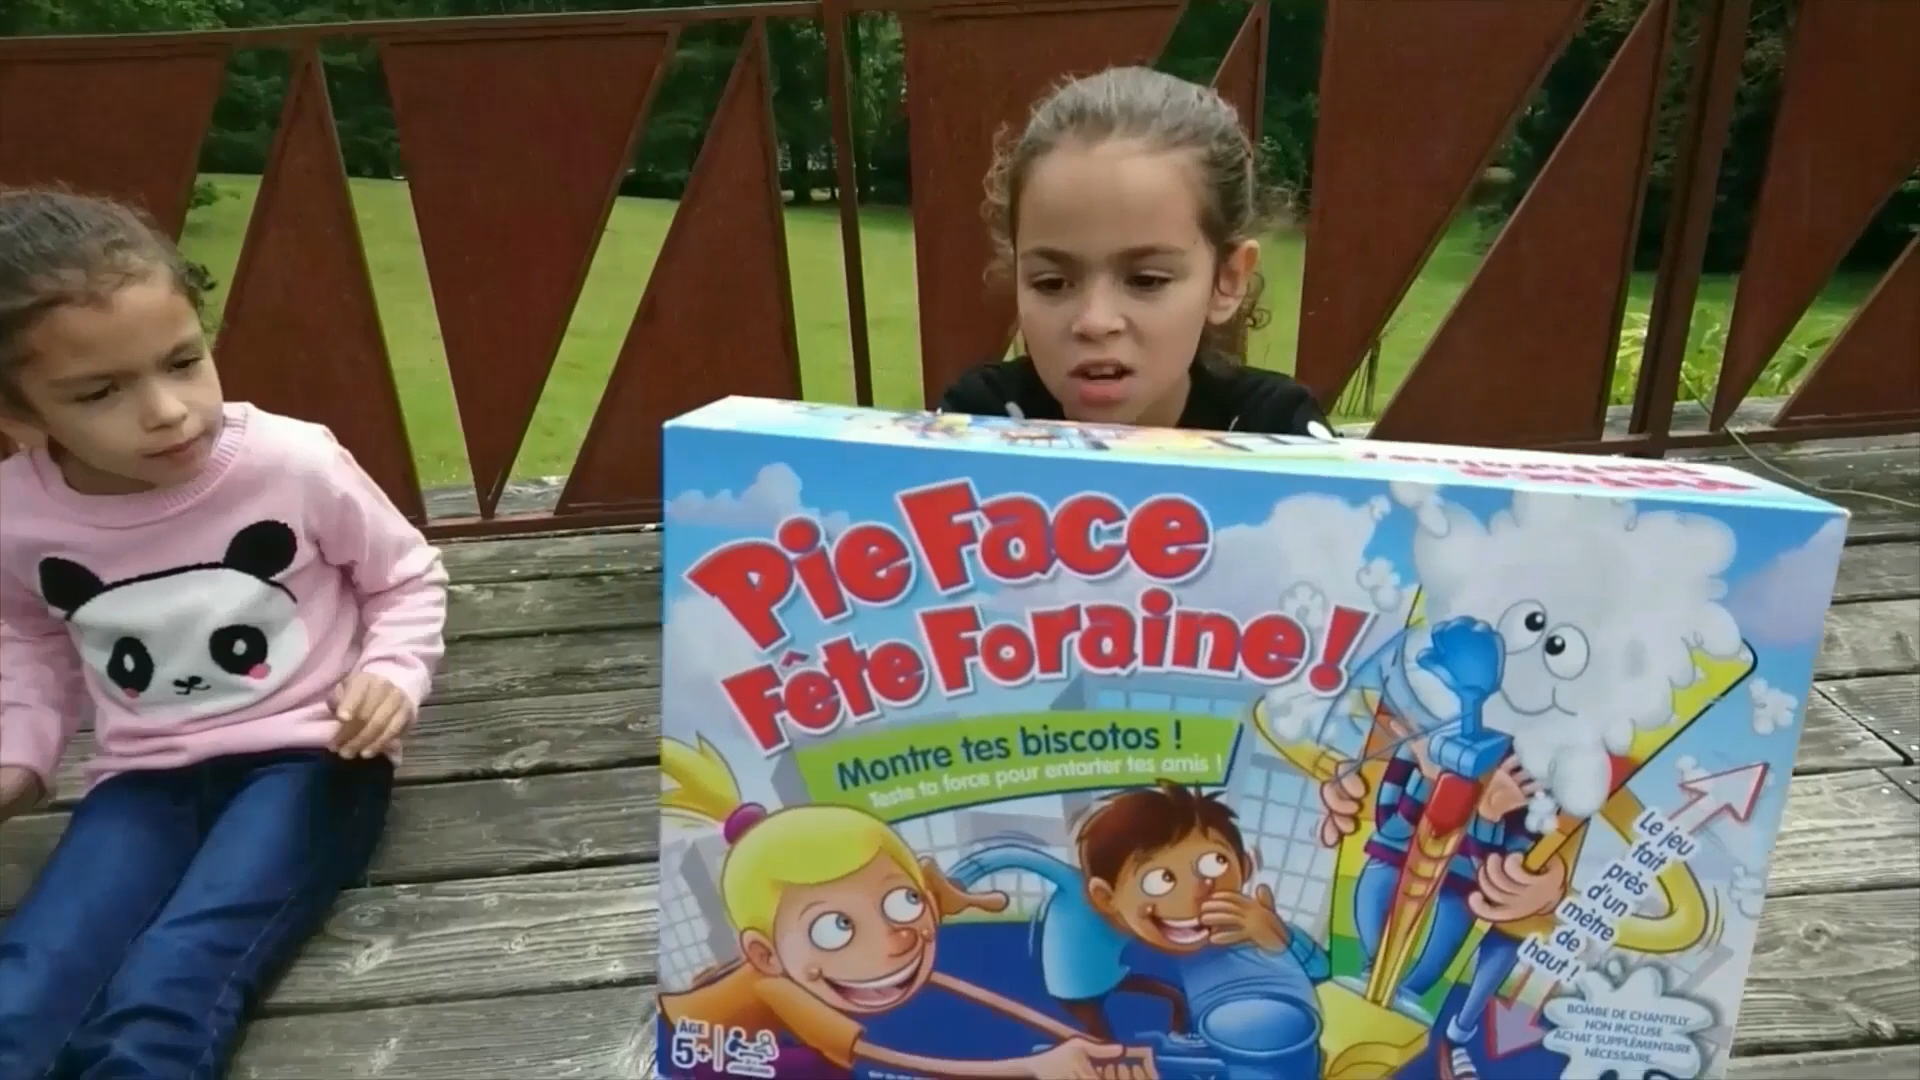 Pie Face
Fête Foraine !
Montre tes biscotos !
Teste ta force pour entarter tes amis !
Le jeu
fait
près
d'un
mètre
de
haut !
BOMBE DE CHANTILLY
NON INCLUSE
ACHAT SUPPLÉMENTAIRE
NÉCESSAIRE...
ÂGE
5+